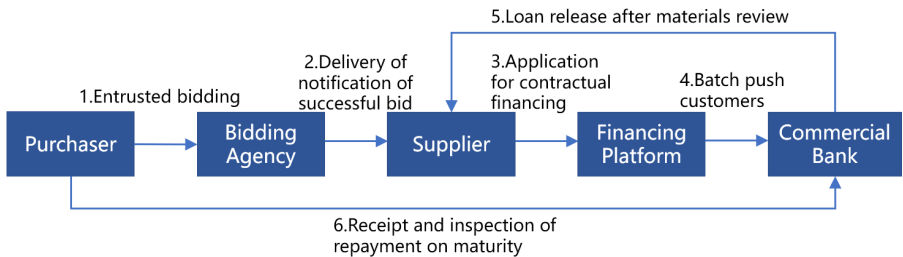 5.Loan release after materials review
1.Entrusted bidding
2.Delivery of
notification of
successful bid
3.Application
for contractual
financing
4.Batch push
customers
Purchaser
Bidding
Agency
Supplier
Financing
Platform
Commercial
Bank
6.Receipt and inspection of
repayment on maturity